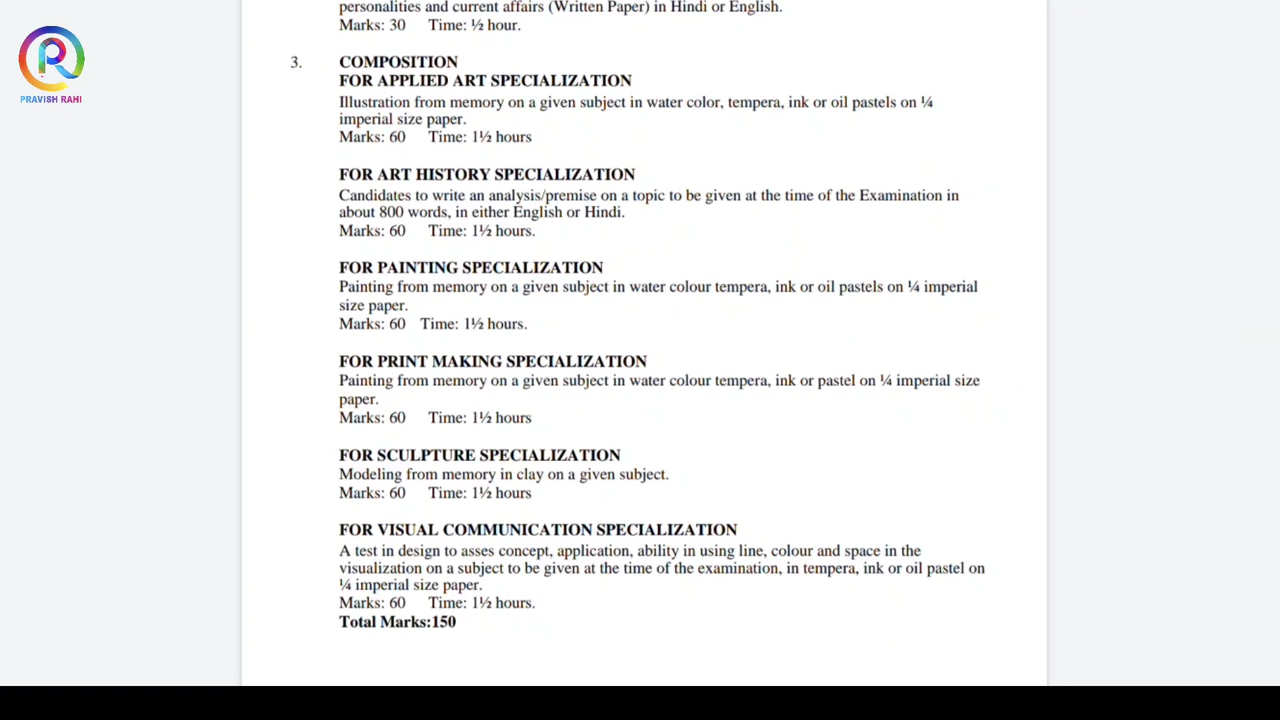 PRAVISH RAHI
personalities and current affairs (Written Paper) in Hindi or English.
Marks: 30 Time: ½ hour.
3. COMPOSITION
FOR APPLIED ART SPECIALIZATION
Illustration from memory on a given subject in water color, tempera, ink or oil pastels on ¼
imperial size paper.
Marks: 60 Time: 1½ hours
FOR ART HISTORY SPECIALIZATION
Candidates to write an analysis/premise on a topic to be given at the time of the Examination in
about 800 words, in either English or Hindi.
Marks: 60 Time: 1½ hours.
FOR PAINTING SPECIALIZATION
Painting from memory on a given subject in water colour tempera, ink or oil pastels on ¼ imperial
size paper.
Marks: 60 Time: 1½ hours.
FOR PRINT MAKING SPECIALIZATION
Painting from memory on a given subject in water colour tempera, ink or pastel on ¼ imperial size
paper.
Marks: 60 Time: 1½ hours
FOR SCULPTURE SPECIALIZATION
Modeling from memory in clay on a given subject.
Marks: 60 Time: 1½ hours
FOR VISUAL COMMUNICATION SPECIALIZATION
A test in design to asses concept, application, ability in using line, colour and space in the
visualization on a subject to be given at the time of the examination, in tempera, ink or oil pastel on
¼ imperial size paper.
Marks: 60 Time: 1½ hours.
Total Marks:150